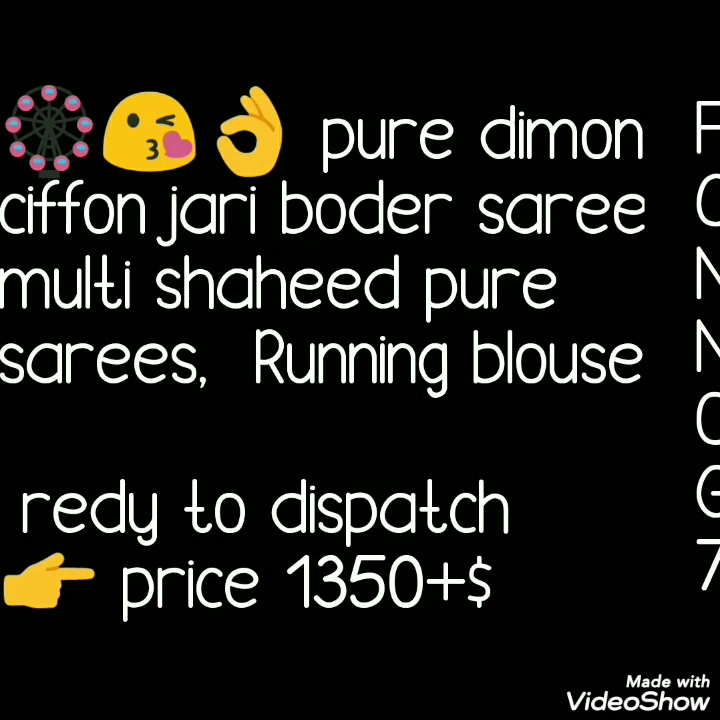 🎡😘👌 pure dimon
ciffon jari boder saree
multi shaheed pure
sarees, Running blouse
redy to dispatch
👉 price 1350+$
Made with
VideoShow